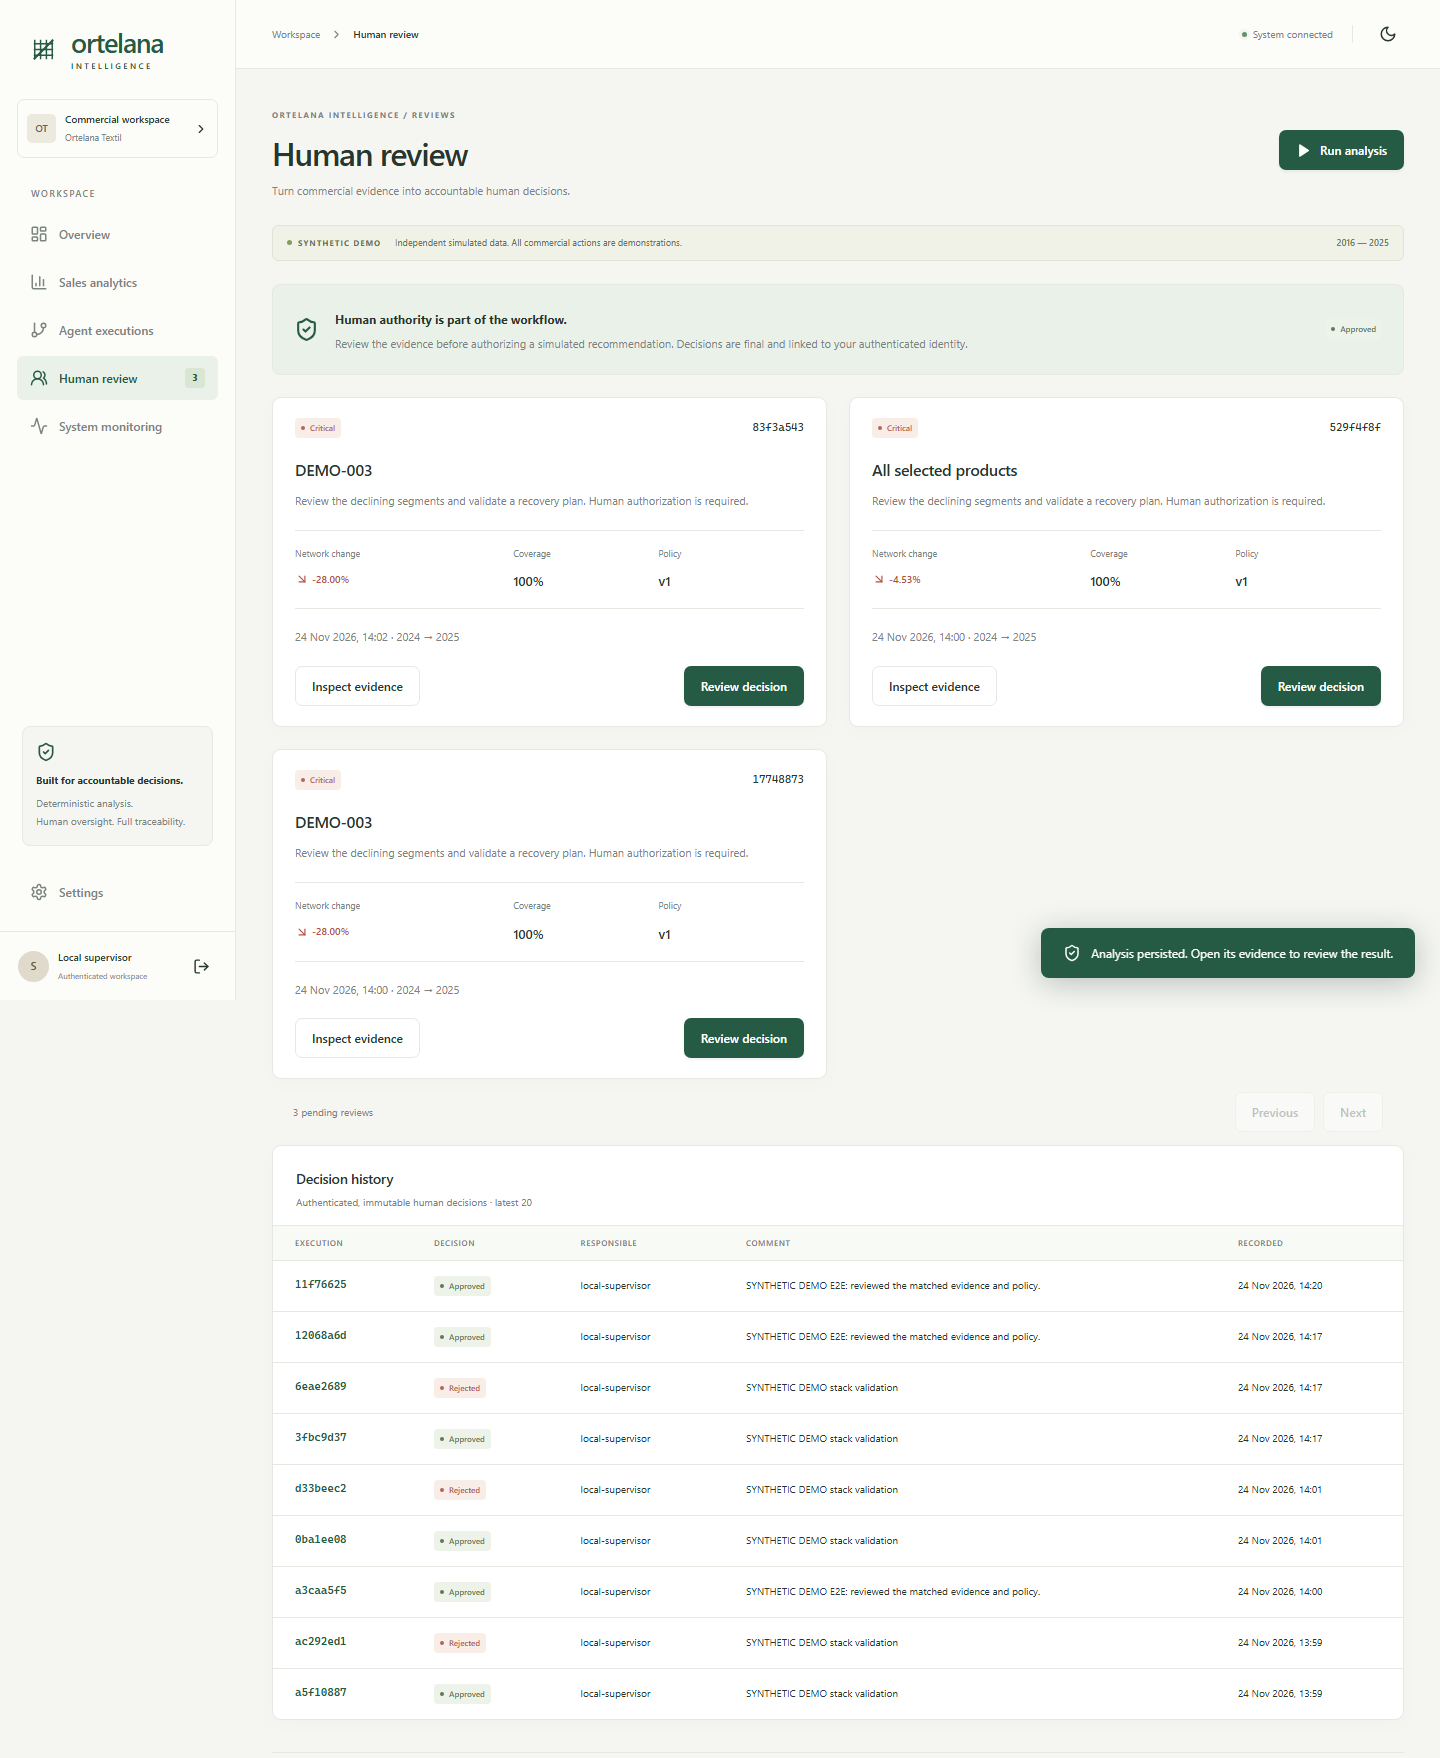 ortelana
INTELLIGENCE
OT
Commercial workspace
Ortelana Textil
WORKSPACE
Overview
Sales analytics
Agent executions
Human review
3
System monitoring
Built for accountable decisions.
Deterministic analysis.
Human oversight. Full traceability.
Settings
S
Local supervisor
Authenticated workspace
Workspace
Human review
System connected
ORTELANA INTELLIGENCE / REVIEWS
Human review
Turn commercial evidence into accountable human decisions.
Run analysis
SYNTHETIC DEMO Independent simulated data. All commercial actions are demonstrations. 2016 — 2025
Human authority is part of the workflow.
Review the evidence before authorizing a simulated recommendation. Decisions are final and linked to your authenticated identity.
Approved
Critical 83f3a543
DEMO-003
Review the declining segments and validate a recovery plan. Human authorization is required.
Network change Coverage Policy
-28.00% 100% v1
24 Nov 2026, 14:02 · 2024 → 2025
Inspect evidence Review decision
Critical 529f4f8f
All selected products
Review the declining segments and validate a recovery plan. Human authorization is required.
Network change Coverage Policy
-4.53% 100% v1
24 Nov 2026, 14:00 · 2024 → 2025
Inspect evidence Review decision
Critical 17748873
DEMO-003
Review the declining segments and validate a recovery plan. Human authorization is required.
Network change Coverage Policy
-28.00% 100% v1
24 Nov 2026, 14:00 · 2024 → 2025
Inspect evidence Review decision
Analysis persisted. Open its evidence to review the result.
3 pending reviews
Previous Next
Decision history
Authenticated, immutable human decisions · latest 20
EXECUTION DECISION RESPONSIBLE COMMENT RECORDED
11f76625 Approved local-supervisor SYNTHETIC DEMO E2E: reviewed the matched evidence and policy. 24 Nov 2026, 14:20
12068a6d Approved local-supervisor SYNTHETIC DEMO E2E: reviewed the matched evidence and policy. 24 Nov 2026, 14:17
6eae2689 Rejected local-supervisor SYNTHETIC DEMO stack validation 24 Nov 2026, 14:17
3fbc9d37 Approved local-supervisor SYNTHETIC DEMO stack validation 24 Nov 2026, 14:17
d33beec2 Rejected local-supervisor SYNTHETIC DEMO stack validation 24 Nov 2026, 14:01
0ba1ee08 Approved local-supervisor SYNTHETIC DEMO stack validation 24 Nov 2026, 14:01
a3caa5f5 Approved local-supervisor SYNTHETIC DEMO E2E: reviewed the matched evidence and policy. 24 Nov 2026, 14:00
ac292ed1 Rejected local-supervisor SYNTHETIC DEMO stack validation 24 Nov 2026, 13:59
a5f10887 Approved local-supervisor SYNTHETIC DEMO stack validation 24 Nov 2026, 13:59